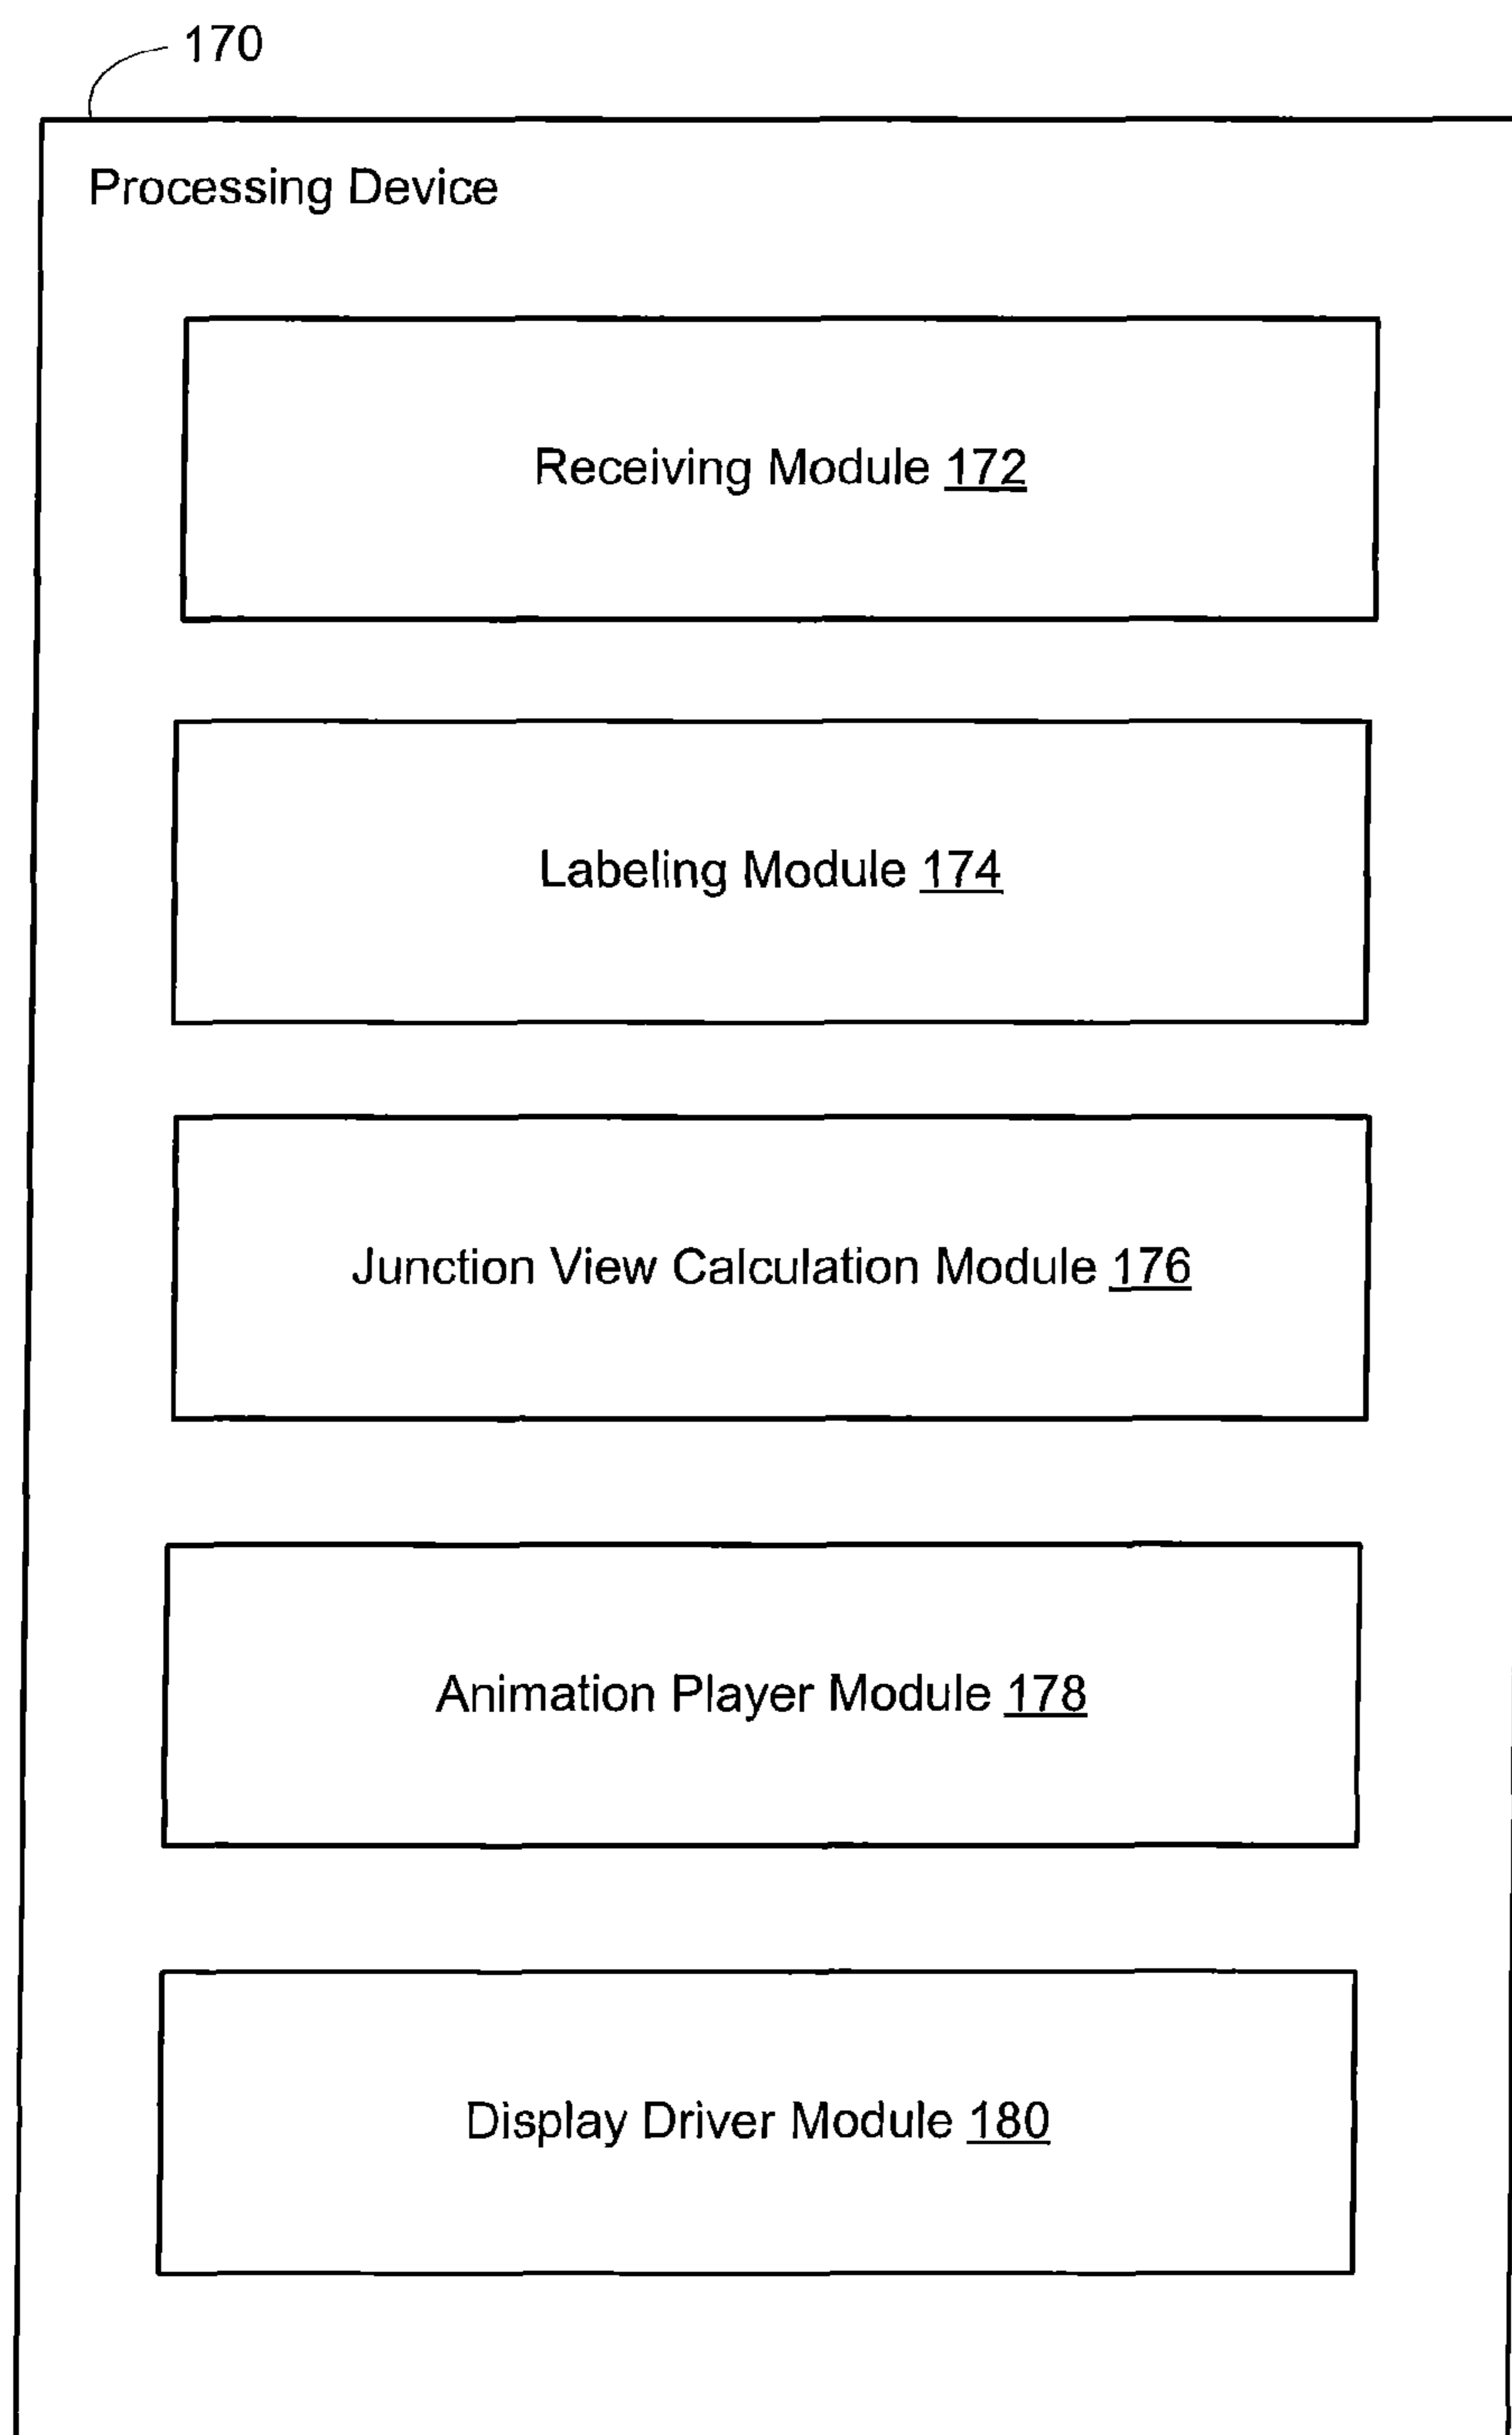 170
Processing Device
Receiving Module 172
Labeling Module 174
Junction View Calculation Module 176
Animation Player Module 178
Display Driver Module 180